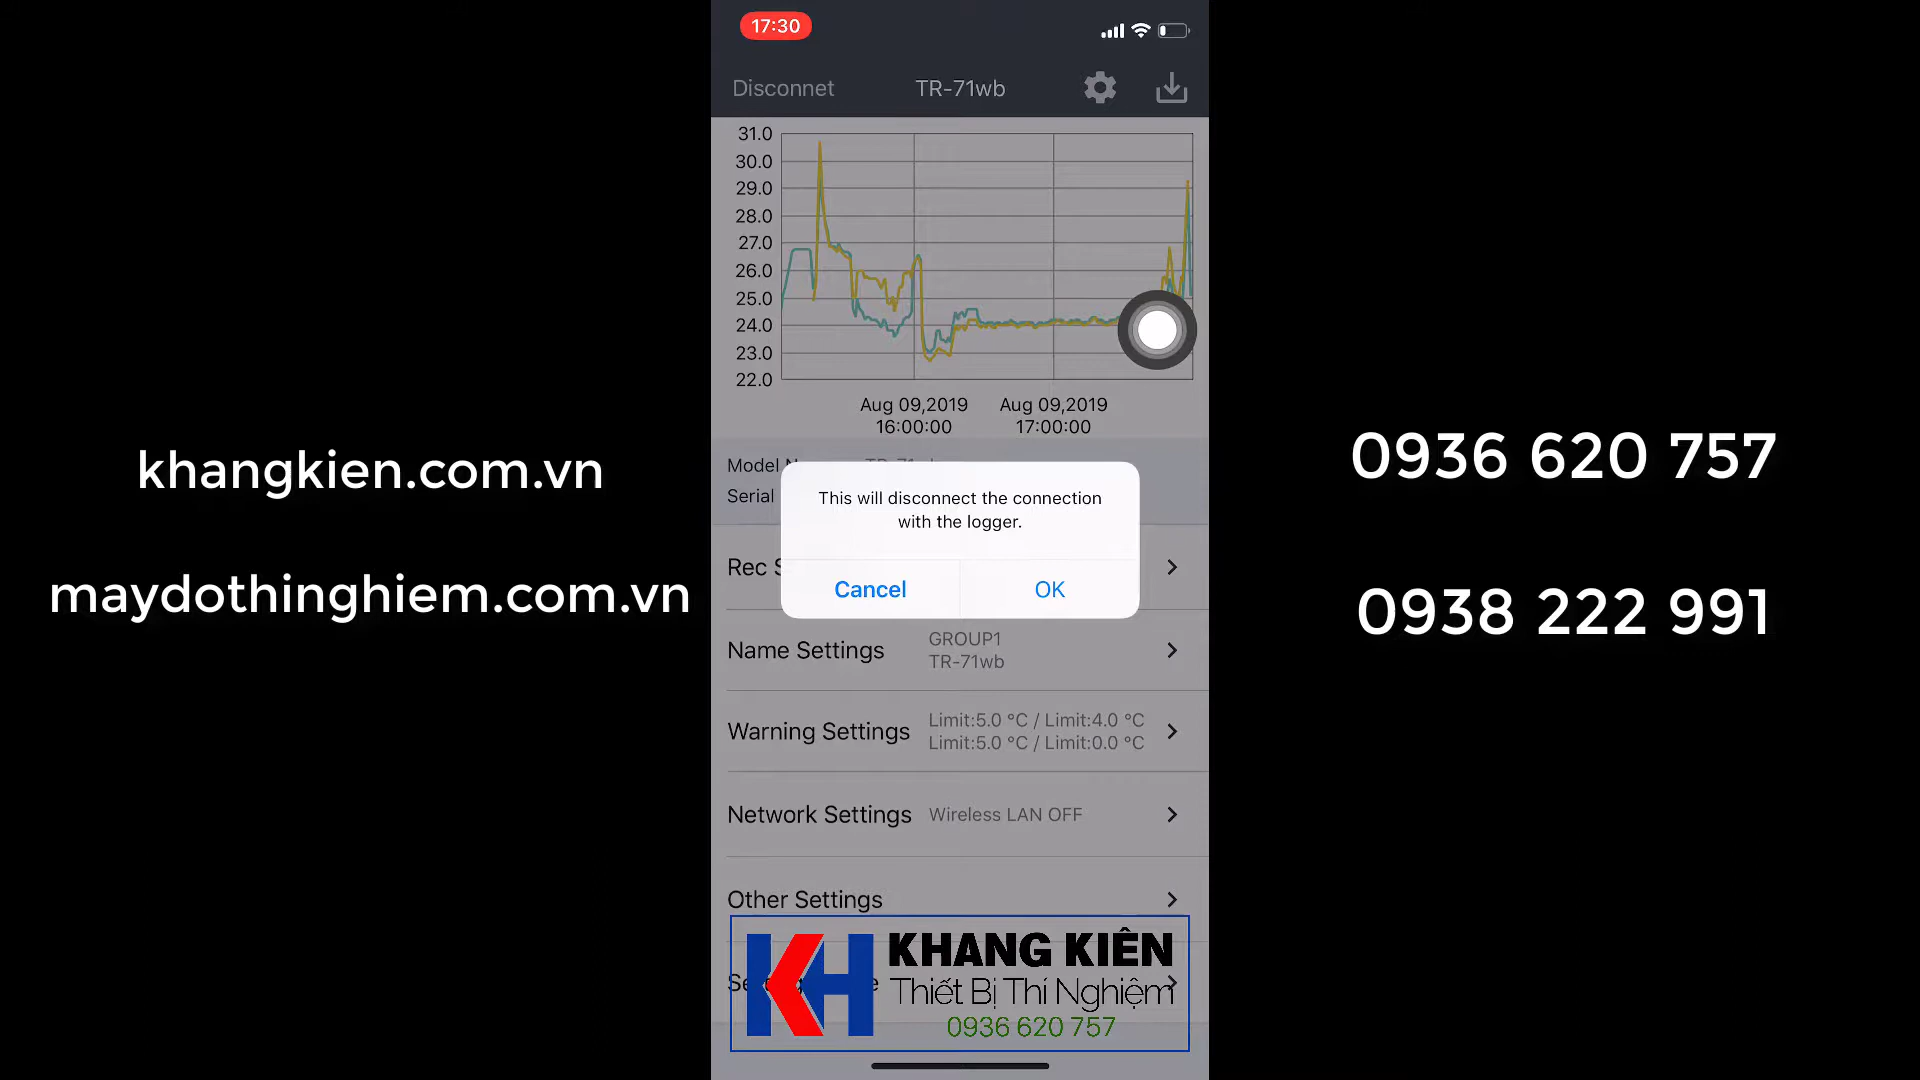 17:30
Disconnet
TR-71wb
31.0
30.0
29.0
28.0
27.0
26.0
25.0
24.0
23.0
22.0
Aug 09,2019
16:00:00
Aug 09,2019
17:00:00
Model
Serial
This will disconnect the connection
with the logger.
Cancel
OK
Rec
Name Settings
GROUP1
TR-71wb
Warning Settings
Limit:5.0 °C / Limit:4.0 °C
Limit:5.0 °C / Limit:0.0 °C
Network Settings
Wireless LAN OFF
Other Settings
KH
KHANG KIÊN
Thiết Bị Thí Nghiệm
0936 620 757
khangkien.com.vn
maydothinghiem.com.vn
0936 620 757
0938 222 991